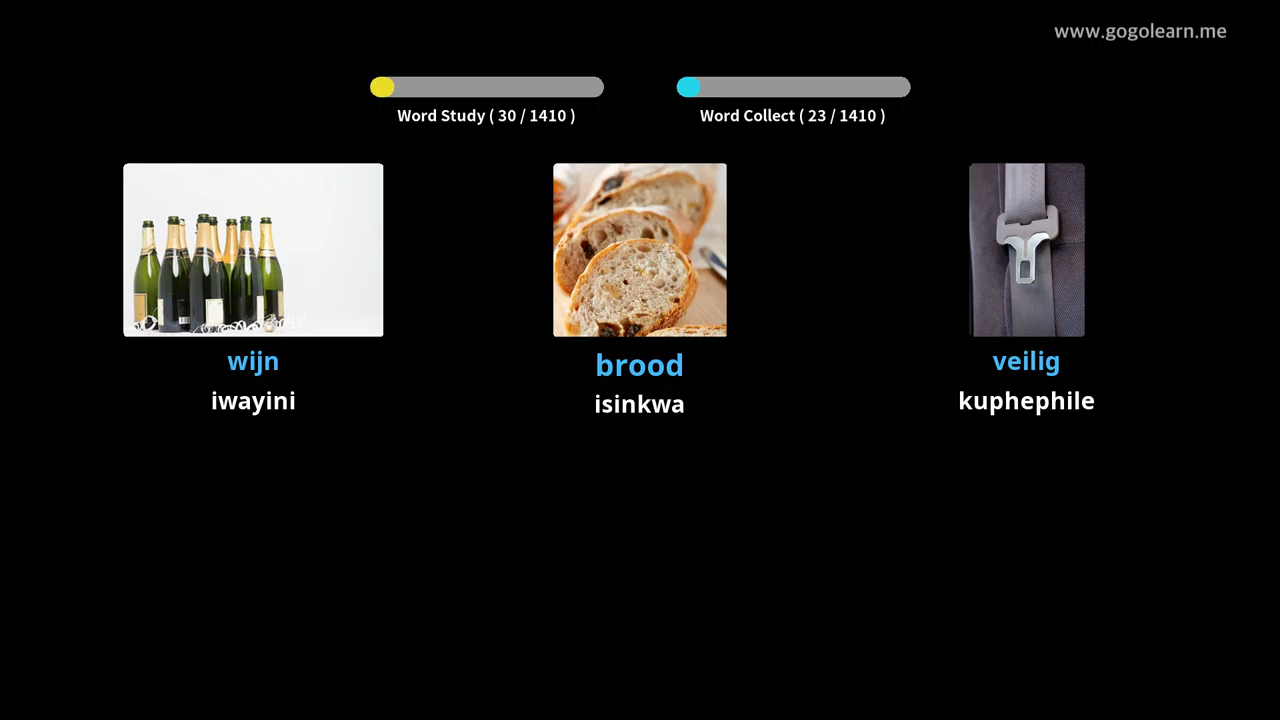 www.gogolearn.me
Word Study ( 30 / 1410 )
Word Collect ( 23 / 1410 )
wijn
brood
veilig
iwayini
isinkwa
kuphephile